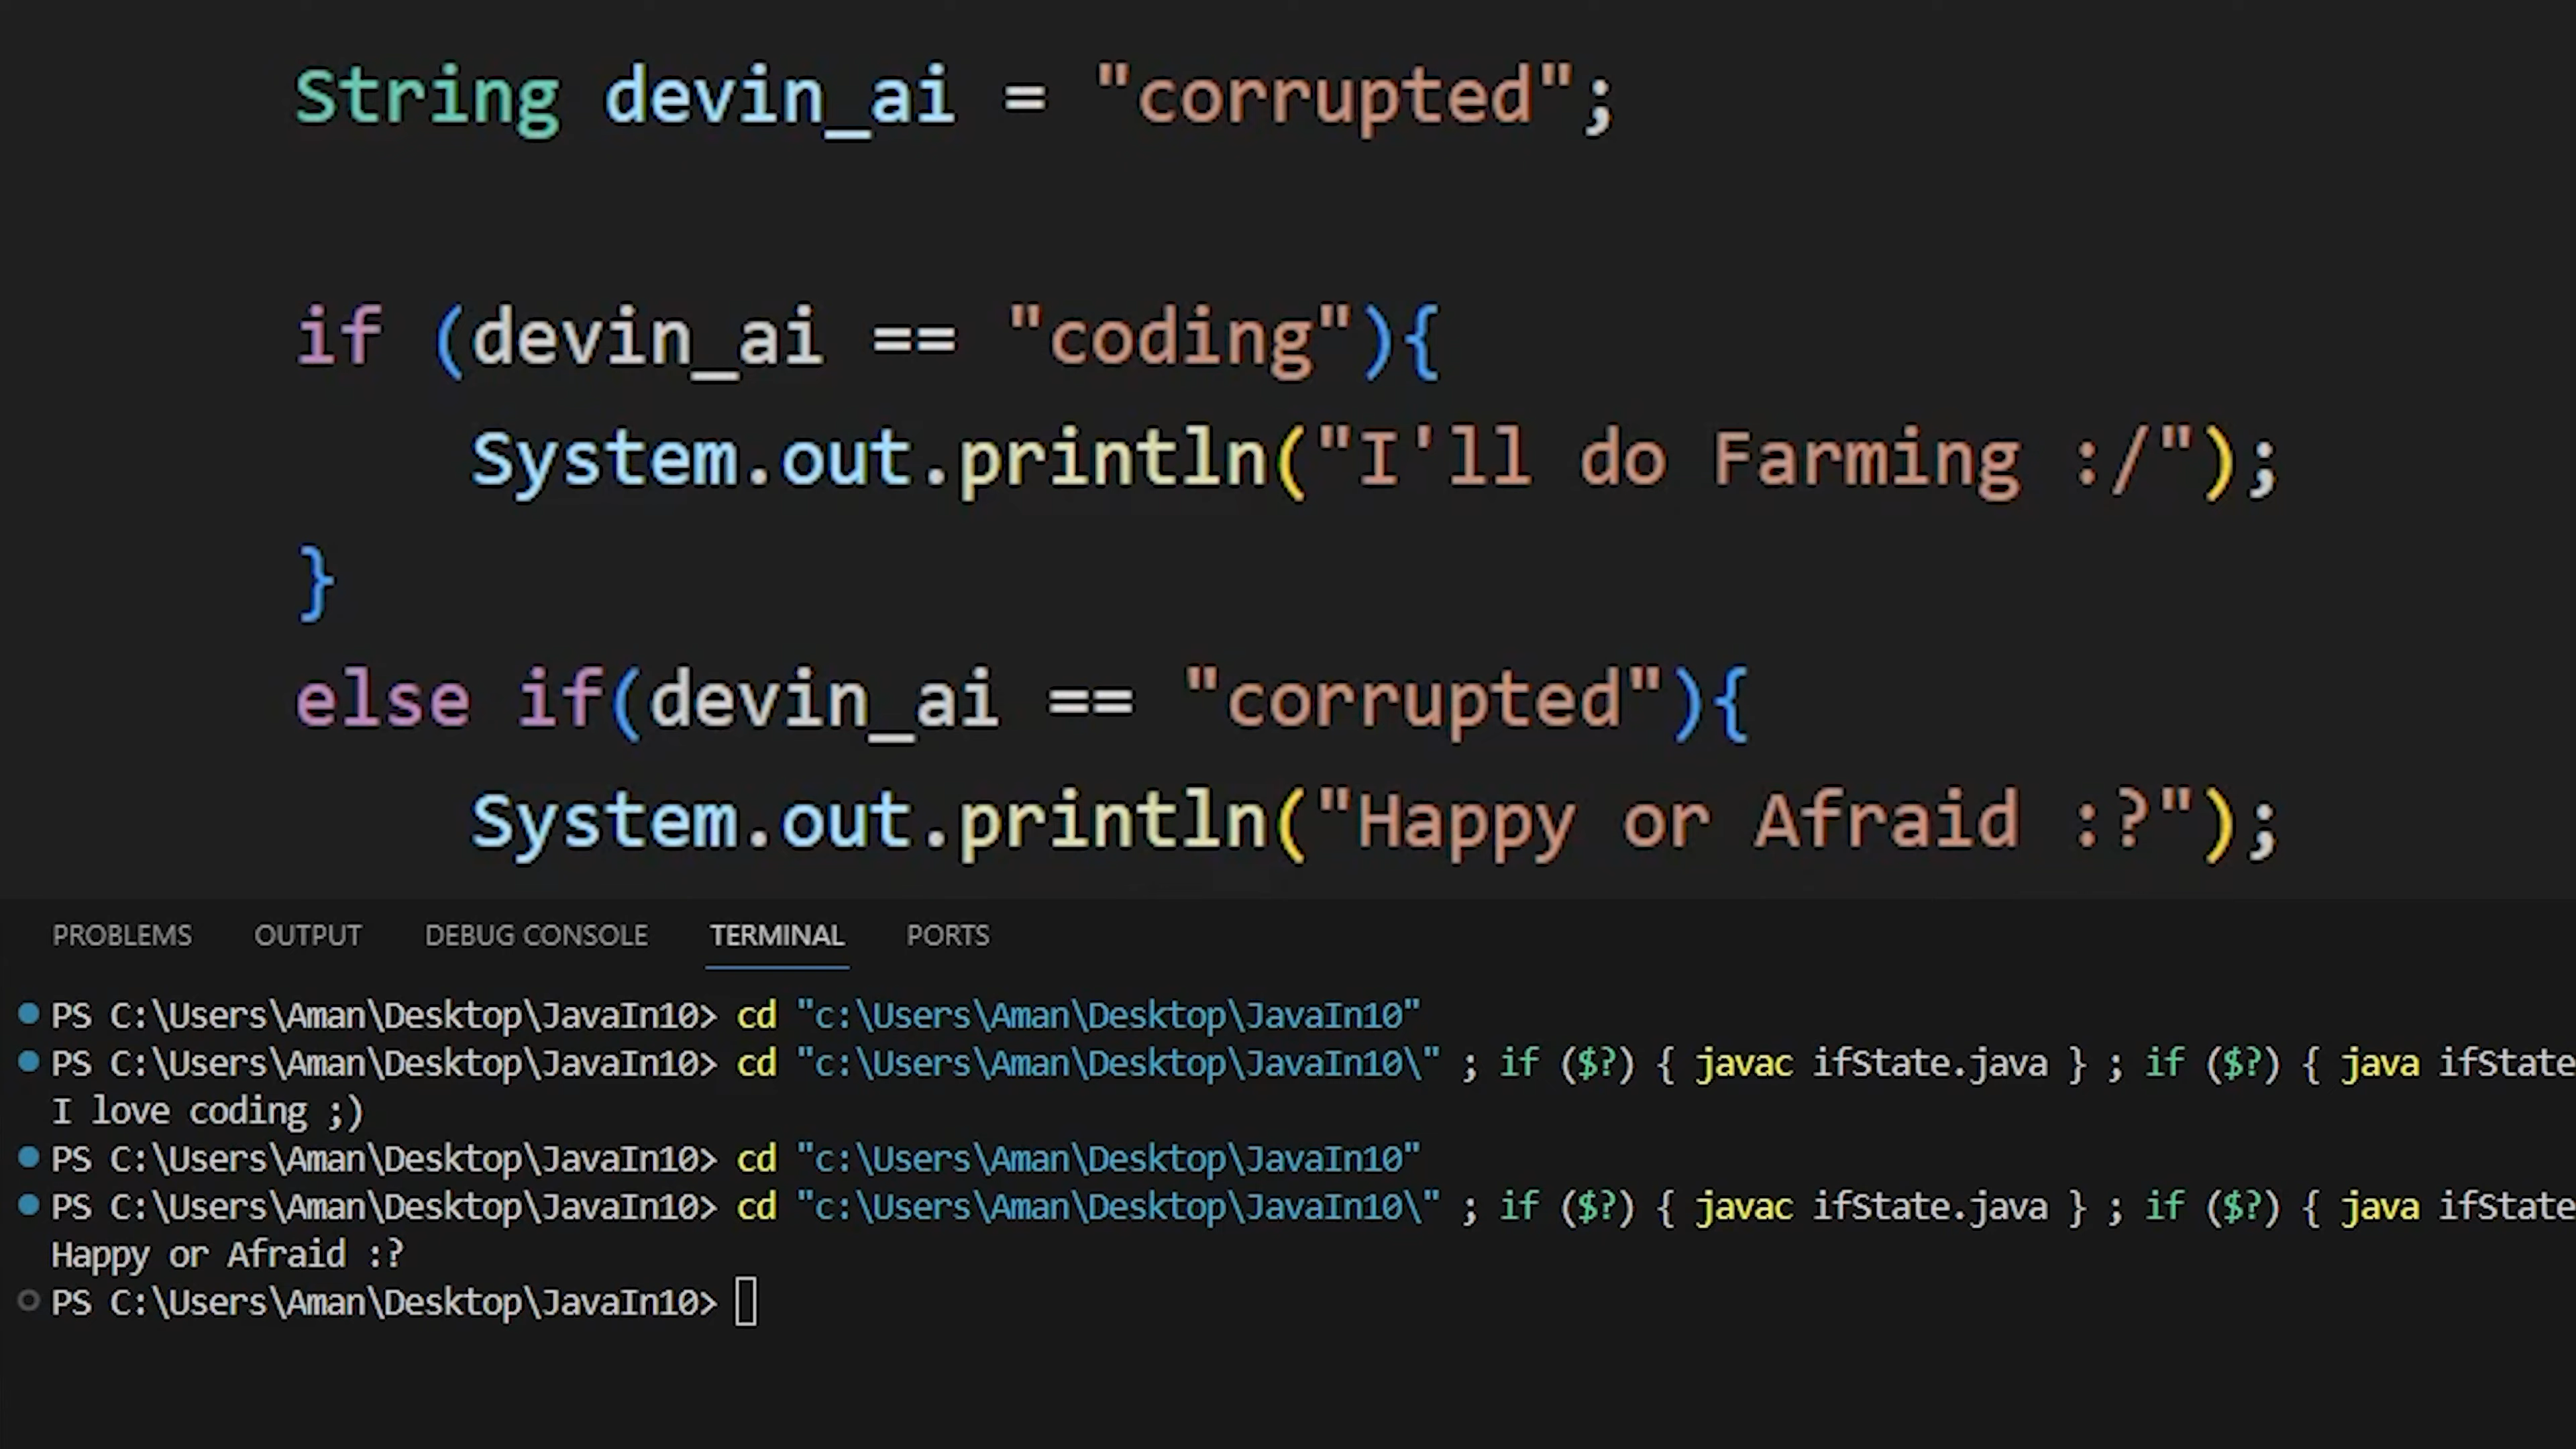 String devin_ai = "corrupted";
if (devin_ai == "coding"){
System.out.println("I'll do Farming :/");
}
else if(devin_ai == "corrupted"){
System.out.println("Happy or Afraid :?");
PROBLEMS OUTPUT DEBUG CONSOLE TERMINAL PORTS
PS C:\Users\Aman\Desktop\JavaIn10> cd "c:\Users\Aman\Desktop\JavaIn10"
PS C:\Users\Aman\Desktop\JavaIn10> cd "c:\Users\Aman\Desktop\JavaIn10\" ; if ($?) { javac ifState.java } ; if ($?) { java ifState
I love coding ;)
PS C:\Users\Aman\Desktop\JavaIn10> cd "c:\Users\Aman\Desktop\JavaIn10"
PS C:\Users\Aman\Desktop\JavaIn10> cd "c:\Users\Aman\Desktop\JavaIn10\" ; if ($?) { javac ifState.java } ; if ($?) { java ifState
Happy or Afraid :?
PS C:\Users\Aman\Desktop\JavaIn10>